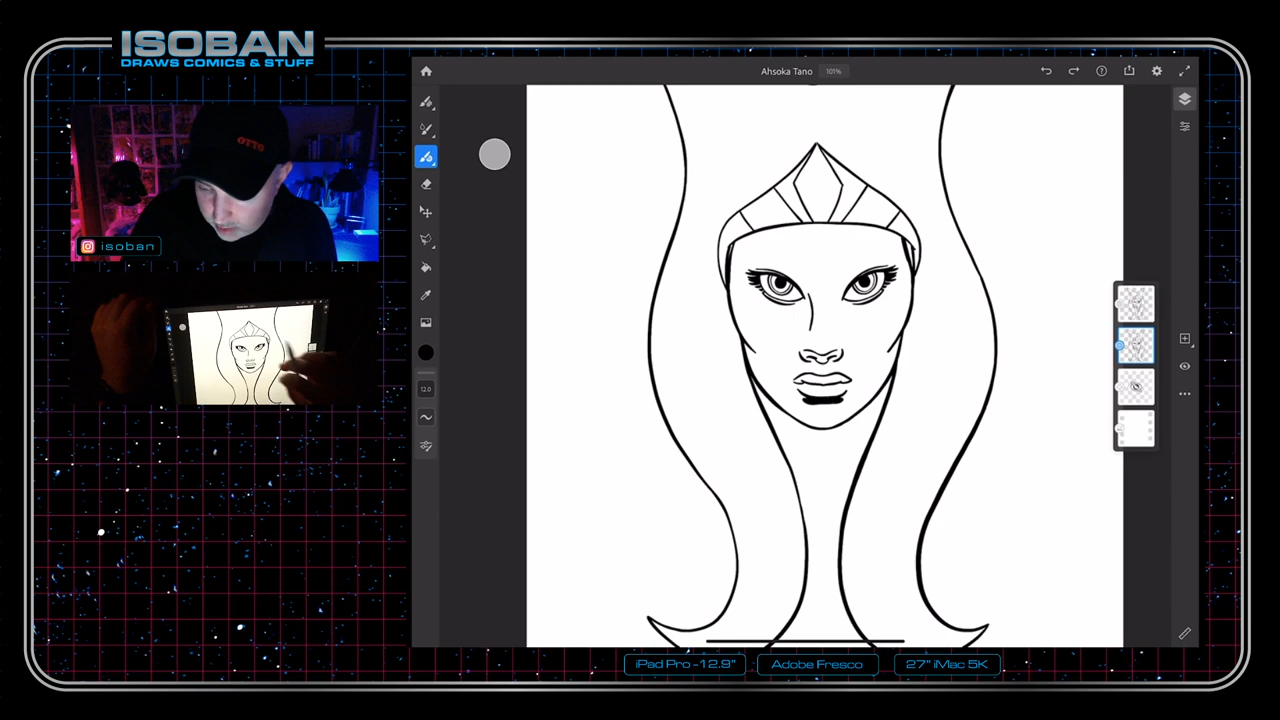 ISOBAN
DRAWS COMICS & STUFF
Ahsoka Tano
101%
OTTO
isoban
12.0
iPad Pro -12.9"
Adobe Fresco
27" iMac 5K